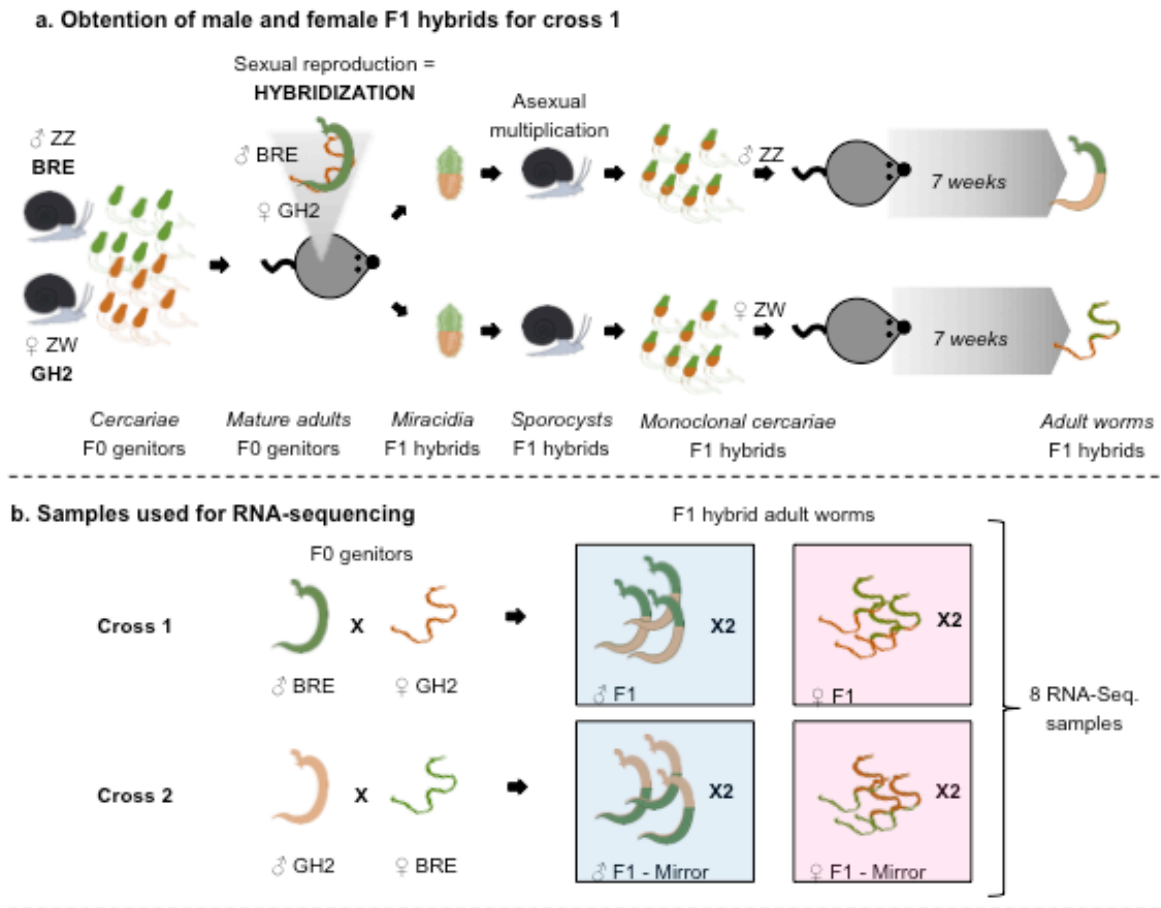 a. Obtention of male and female F1 hybrids for cross 1
Sexual reproduction =
HYBRIDIZATION
Asexual
multiplication
♂ ZZ
BRE
♂ BRE
♀ GH2
♂ ZZ
7 weeks
♀ ZW
GH2
♀ ZW
7 weeks
Cercariae
F0 genitors
Mature adults
F0 genitors
Miracidia
F1 hybrids
Sporocysts
F1 hybrids
Monoclonal cercariae
F1 hybrids
Adult worms
F1 hybrids
b. Samples used for RNA-sequencing
F1 hybrid adult worms
F0 genitors
Cross 1
X
X2
X2
♂ BRE
♀ GH2
♂ F1
♀ F1
8 RNA-Seq.
samples
Cross 2
X
X2
X2
♂ GH2
♀ BRE
♂ F1 - Mirror
♀ F1 - Mirror